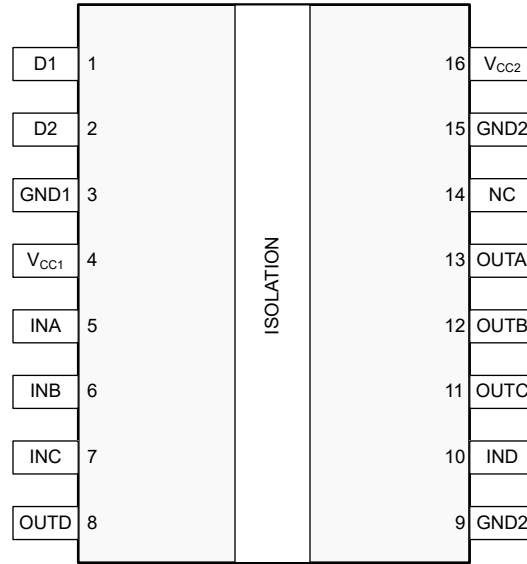 D1 1 16 VCC2
D2 2 15 GND2
GND1 3 14 NC
VCC1 4 13 OUTA
ISOLATION
INA 5 12 OUTB
INB 6 11 OUTC
INC 7 10 IND
OUTD 8 9 GND2